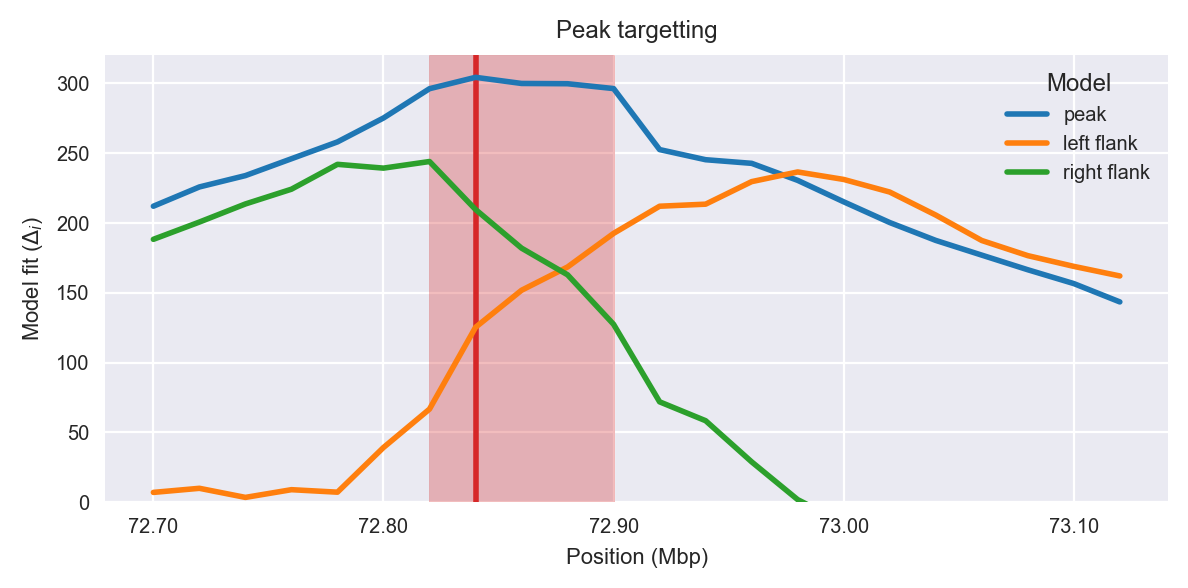 Peak targetting
Model fit (Δi)
300
250
200
150
100
50
0
Model
peak
left flank
right flank
72.70
72.80
72.90
73.00
73.10
Position (Mbp)